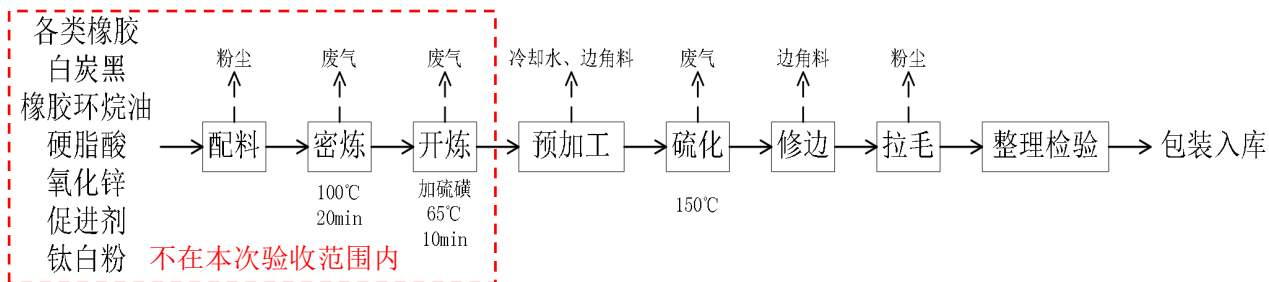 各类橡胶
白炭黑
橡胶环烷油
硬脂酸
氧化锌
促进剂
钛白粉
不在本次验收范围内
粉尘
配料
废气
密炼
100℃
20min
废气
开炼
加硫磺
65℃
10min
冷却水、边角料
预加工
废气
硫化
150℃
边角料
修边
粉尘
拉毛
整理检验
包装入库